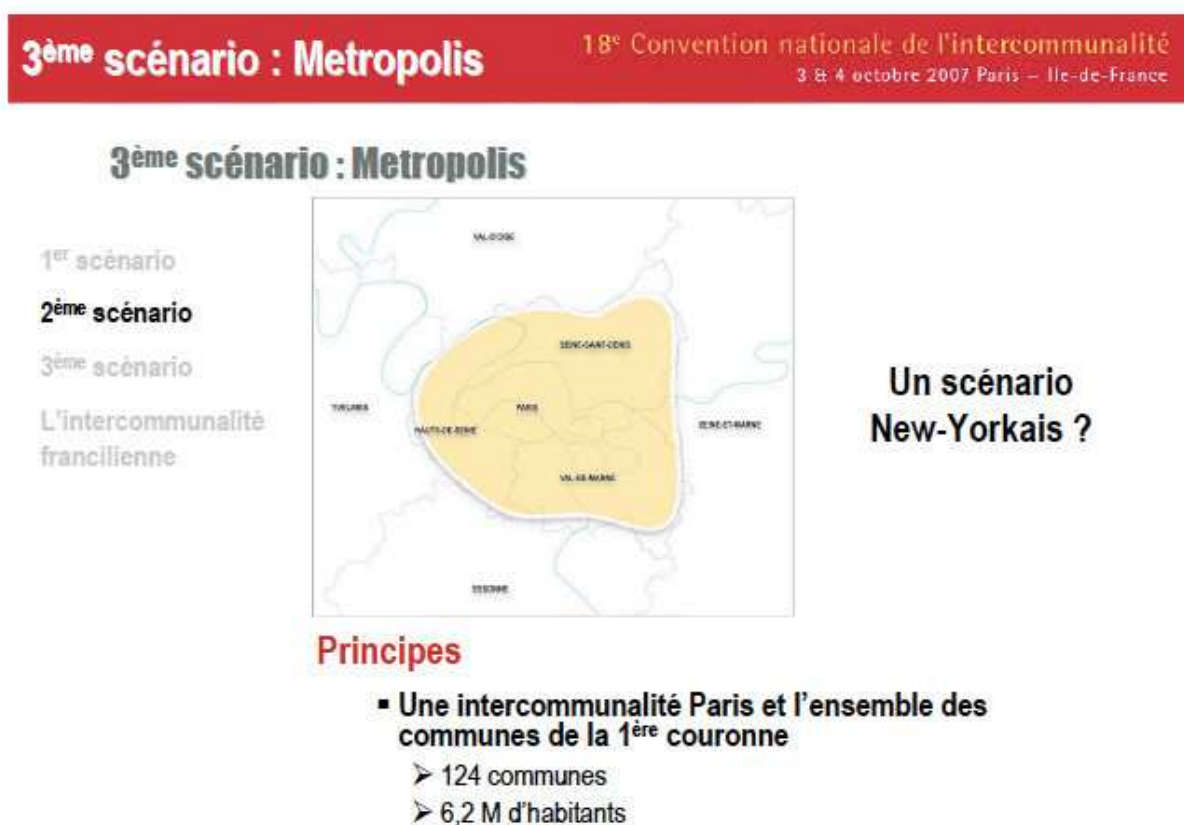 3ème scénario : Metropolis
18e Convention nationale de l'intercommunalité
3 & 4 octobre 2007 Paris – Ile-de-France
3ème scénario : Metropolis
1er scénario
2ème scénario
3ème scénario
L'intercommunalité
francilienne
VAL-D'OISE
SEINE-SAINT-DENIS
YVELINES
PARIS
HAUTS-DE-SEINE
SEINE-ET-MARNE
VAL-DE-MARNE
ESSONNE
Un scénario
New-Yorkais ?
Principes
▪ Une intercommunalité Paris et l'ensemble des
communes de la 1ère couronne
➢ 124 communes
➢ 6,2 M d'habitants